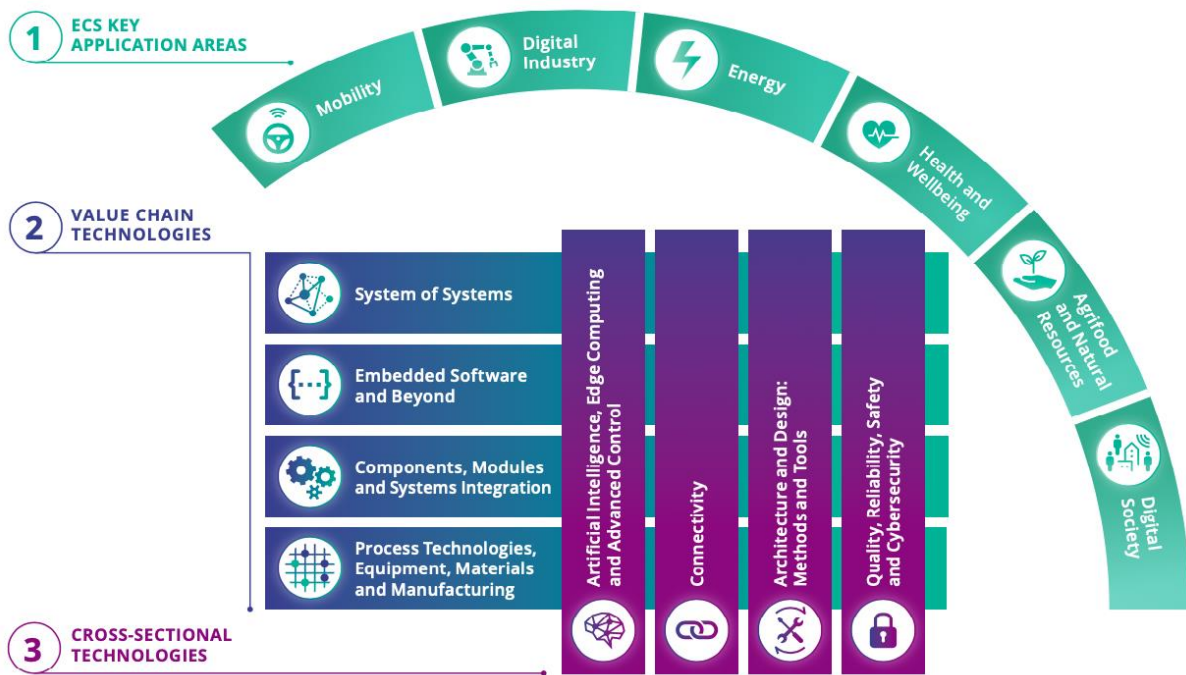 1
ECS KEY
APPLICATION AREAS
Mobility
Digital
Industry
Energy
Health and
Wellbeing
Agrifood
and Natural
Resources
Digital
Society
2
VALUE CHAIN
TECHNOLOGIES
System of Systems
{···}
Embedded Software
and Beyond
Components, Modules
and Systems Integration
Process Technologies,
Equipment, Materials
and Manufacturing
3
CROSS-SECTIONAL
TECHNOLOGIES
Artificial Intelligence, Edge Computing
and Advanced Control
Connectivity
Architecture and Design:
Methods and Tools
Quality, Reliability, Safety
and Cybersecurity